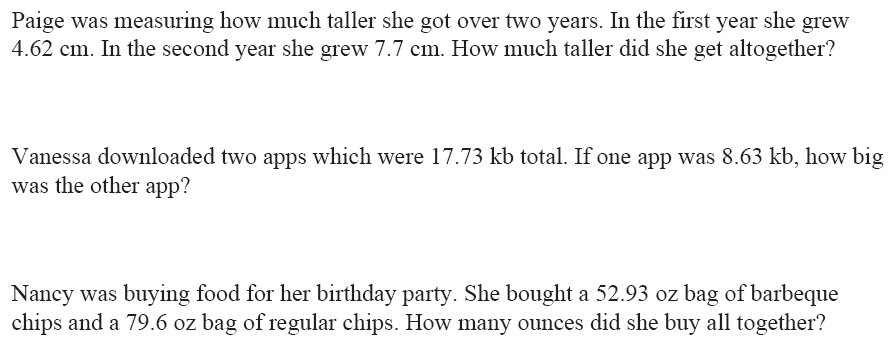 Paige was measuring how much taller she got over two years. In the first year she grew
4.62 cm. In the second year she grew 7.7 cm. How much taller did she get altogether?
Vanessa downloaded two apps which were 17.73 kb total. If one app was 8.63 kb, how big
was the other app?
Nancy was buying food for her birthday party. She bought a 52.93 oz bag of barbeque
chips and a 79.6 oz bag of regular chips. How many ounces did she buy all together?